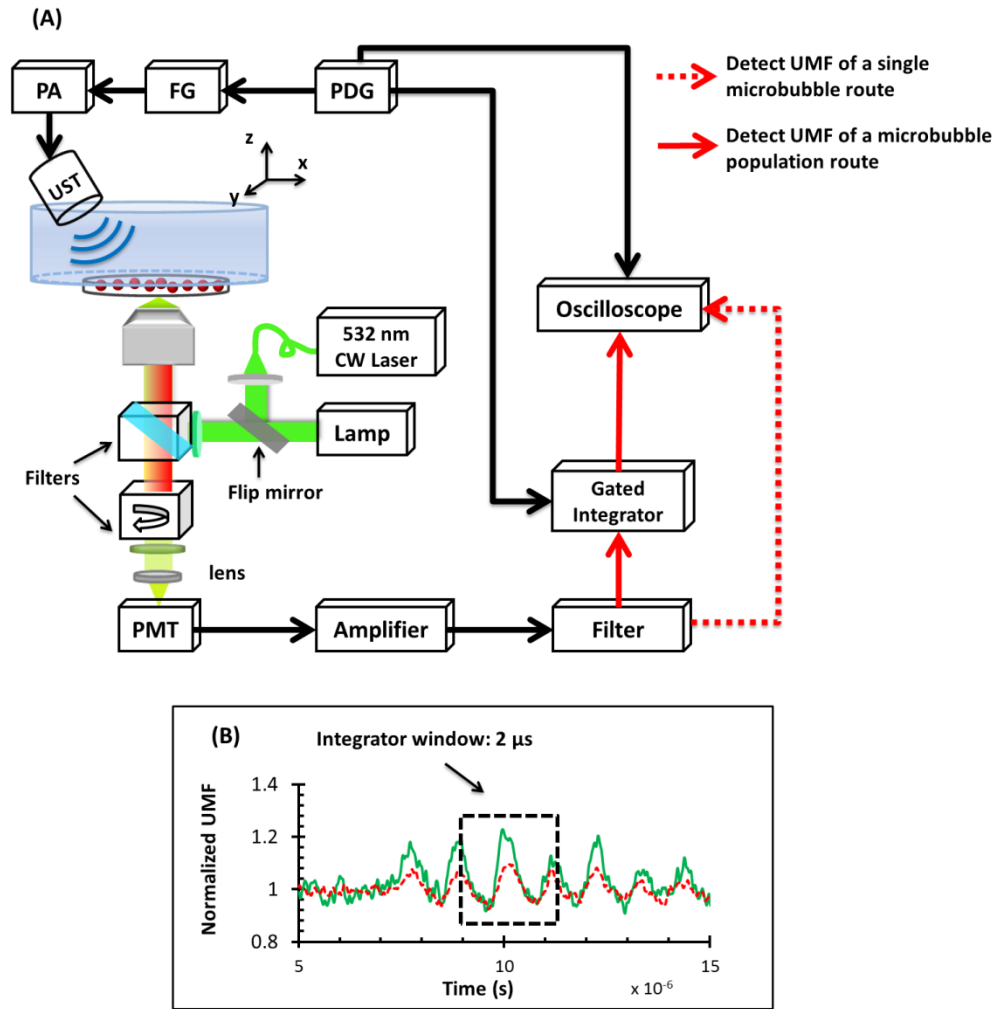 (A)
PA
FG
PDG
Detect UMF of a single
microbubble route
Detect UMF of a microbubble
population route
UST
z
x
y
Oscilloscope
532 nm
CW Laser
Lamp
Filters
Flip mirror
Gated
Integrator
lens
PMT
Amplifier
Filter
(B)
Integrator window: 2 µs
Normalized UMF
1.4
1.2
1
0.8
5
10
15
Time (s)
x 10⁻⁶